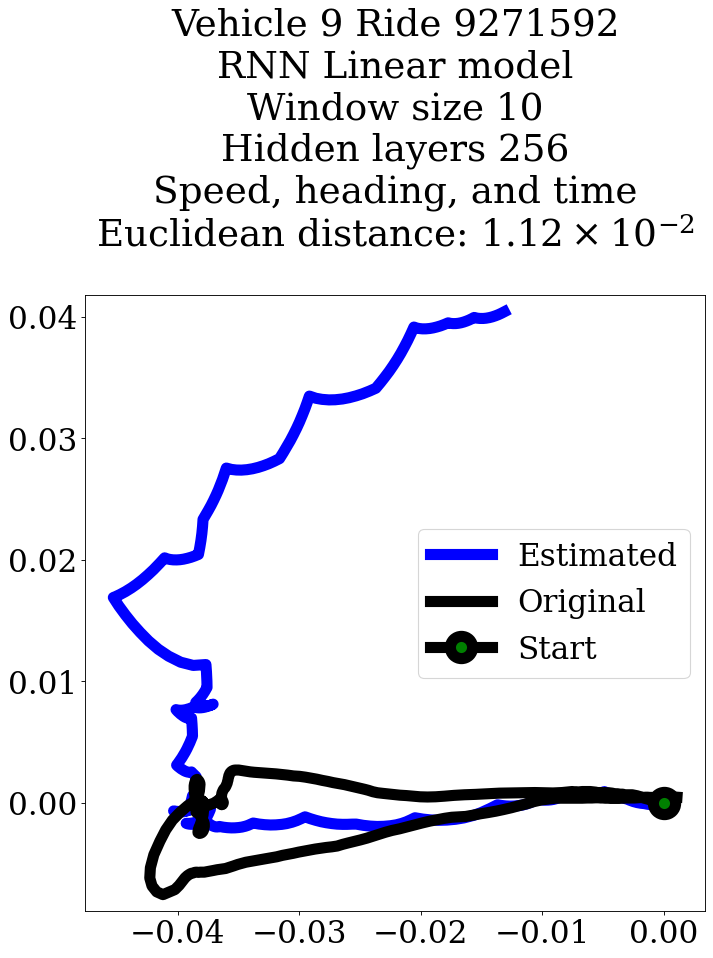 Vehicle 9 Ride 9271592
RNN Linear model
Window size 10
Hidden layers 256
Speed, heading, and time
Euclidean distance: 1.12 × 10⁻²
0.04
0.03
0.02
0.01
0.00
Estimated
Original
Start
−0.04 −0.03 −0.02 −0.01 0.00